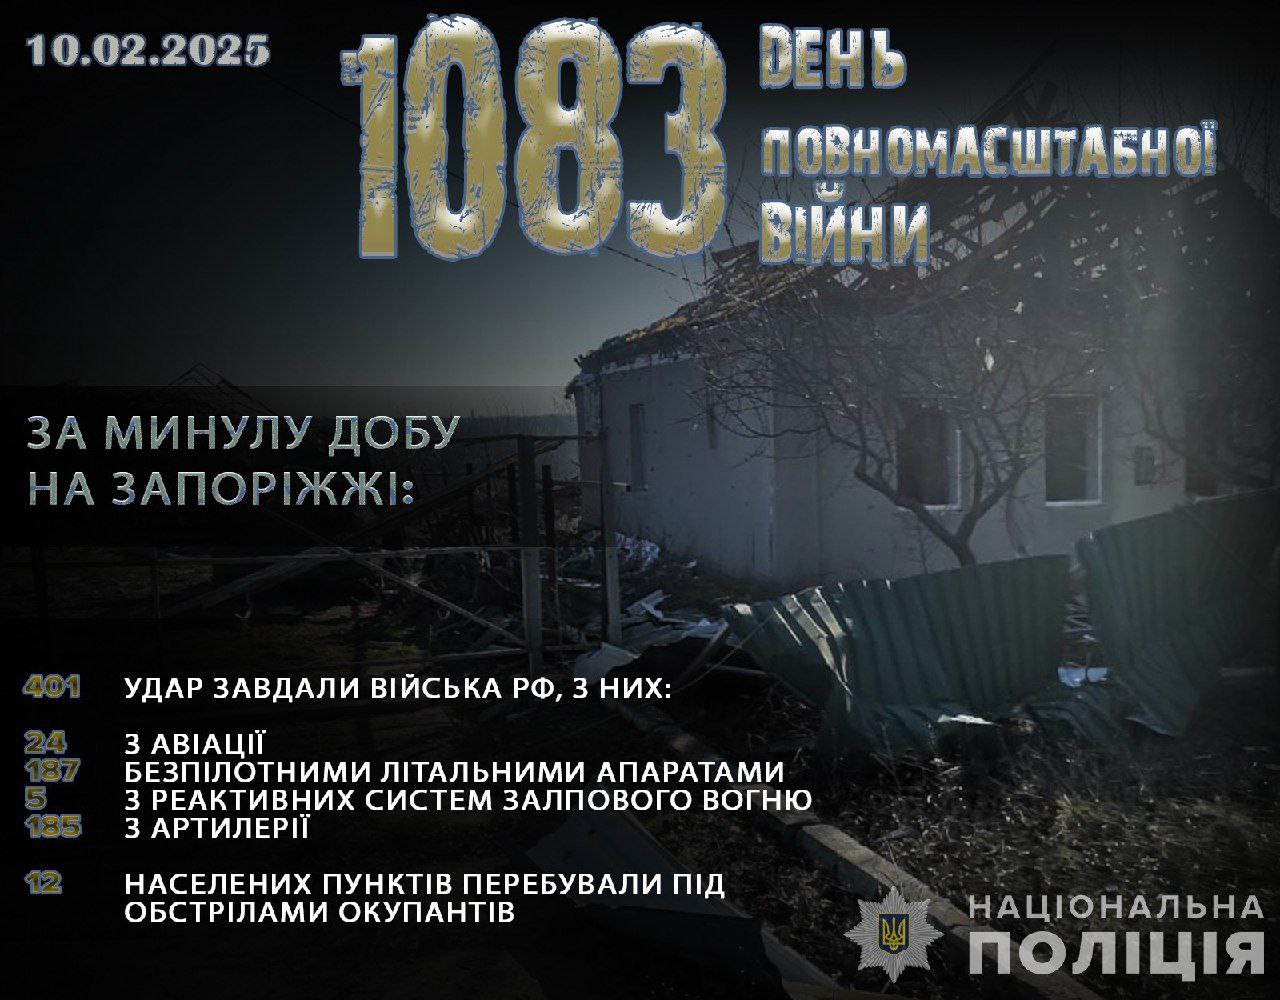 10.02.2025
1083
ДЕНЬ
ПОВНОМАСШТАБНОЇ
ВІЙНИ
ЗА МИНУЛУ ДОБУ
НА ЗАПОРІЖЖІ:
401 УДАР ЗАВДАЛИ ВІЙСЬКА РФ, З НИХ:
24 З АВІАЦІЇ
187 БЕЗПІЛОТНИМИ ЛІТАЛЬНИМИ АПАРАТАМИ
5 З РЕАКТИВНИХ СИСТЕМ ЗАЛПОВОГО ВОГНЮ
185 З АРТИЛЕРІЇ
12 НАСЕЛЕНИХ ПУНКТІВ ПЕРЕБУВАЛИ ПІД
ОБСТРІЛАМИ ОКУПАНТІВ
НАЦІОНАЛЬНА
ПОЛІЦІЯ